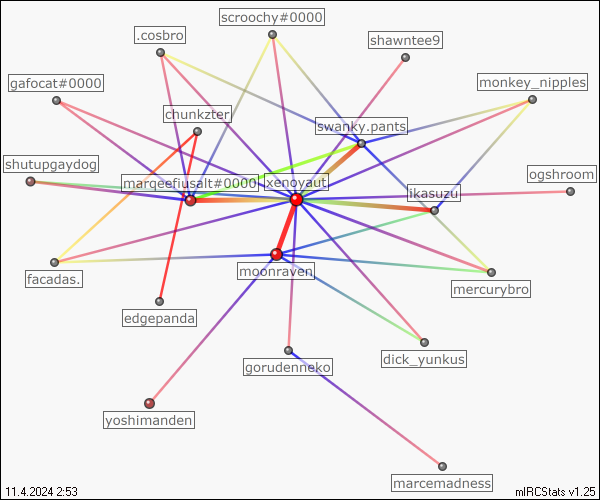 scroochy#0000
.cosbro
shawntee9
gafocat#0000
monkey_nipples
chunkzter
swanky.pants
shutupgaydog
margeefiusalt#0000
xenoyaut
ikasuzu
ogshroom
moonraven
facadas.
mercurybro
edgepanda
dick_yunkus
gorudenneko
yoshimanden
marcemadness
11.4.2024 2:53
mIRCStats v1.25